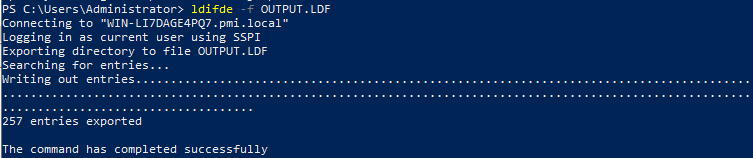 PS C:\Users\Administrator> ldifde -f OUTPUT.LDF
Connecting to "WIN-LI7DAGE4PQ7.pmi.local"
Logging in as current user using SSPI
Exporting directory to file OUTPUT.LDF
Searching for entries...
Writing out entries........................................................................................
...........................................................................................................
....................................
257 entries exported
The command has completed successfully